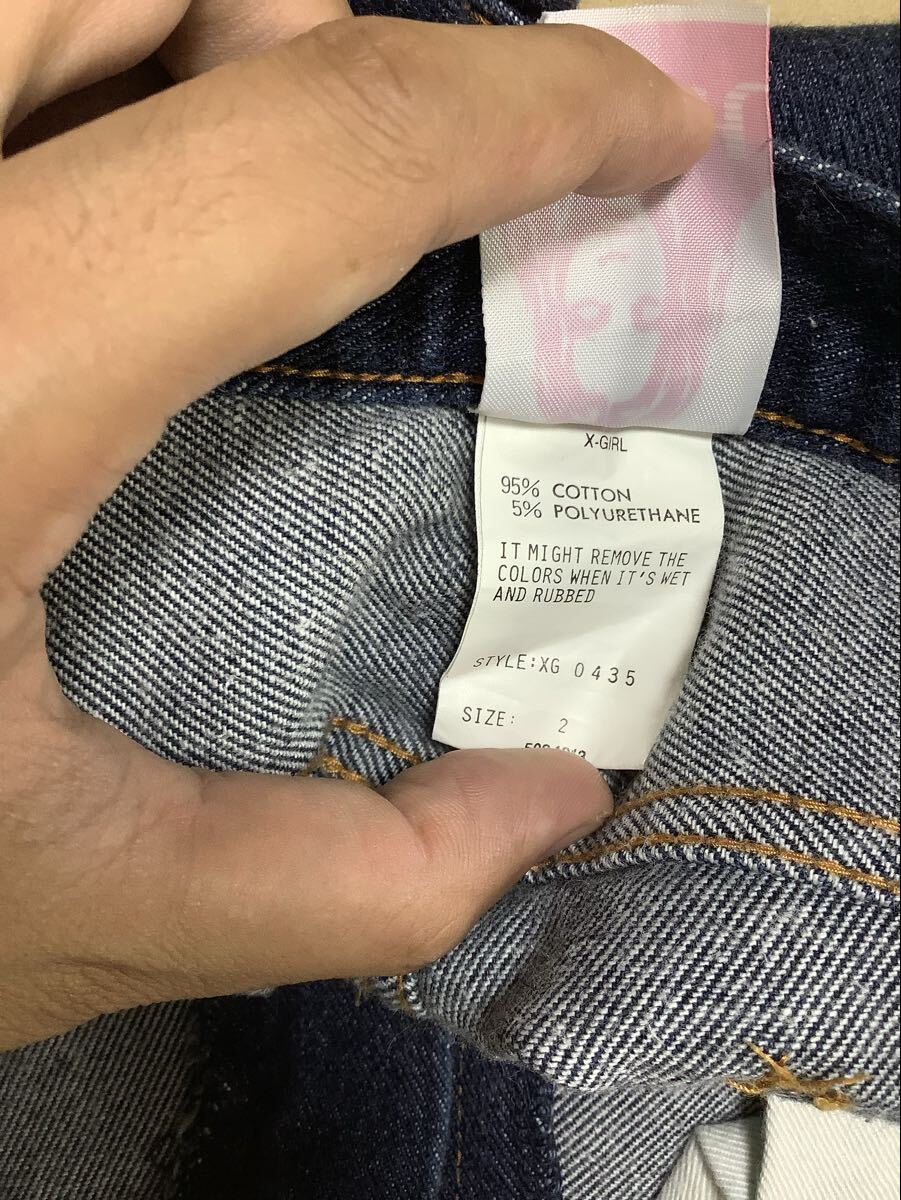 X-GIRL
95% COTTON
5% POLYURETHANE
IT MIGHT REMOVE THE
COLORS WHEN IT'S WET
AND RUBBED
STYLE:XG 0435
SIZE: 2